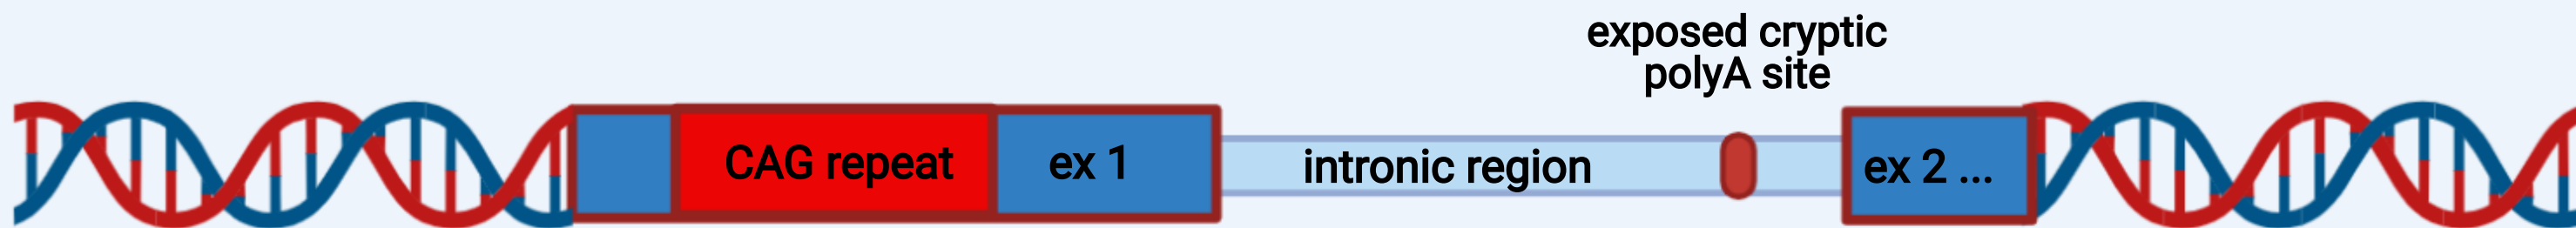 exposed cryptic
polyA site
CAG repeat
ex 1
intronic region
ex 2 ...